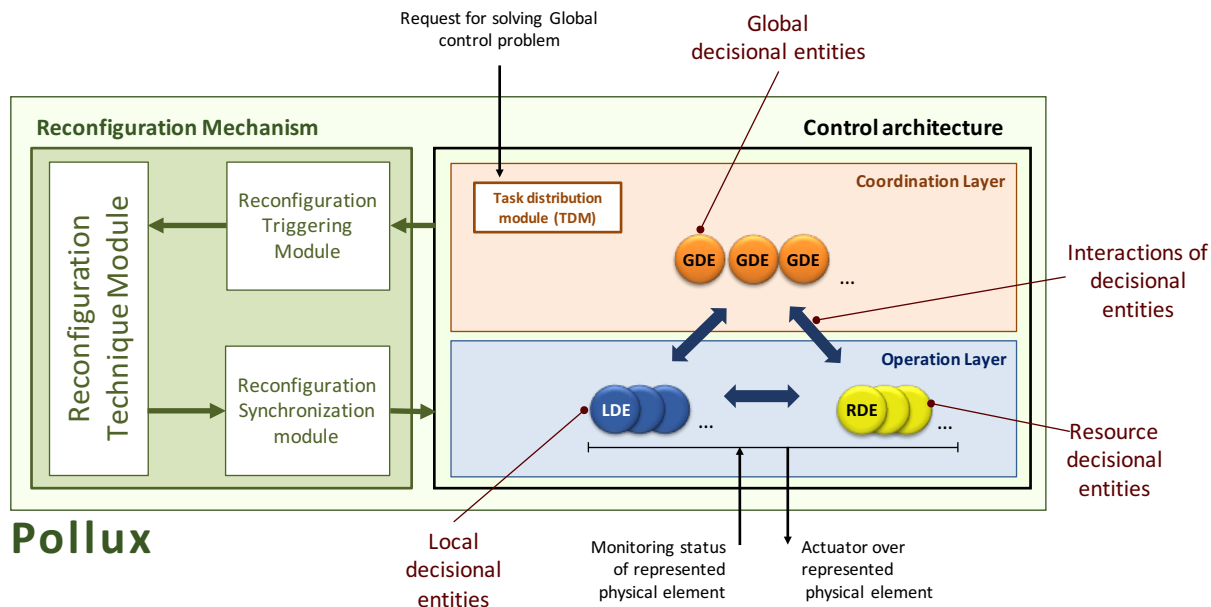 Request for solving Global
control problem
Global
decisional entities
Reconfiguration Mechanism
Control architecture
Reconfiguration
Technique Module
Reconfiguration
Triggering
Module
Reconfiguration
Synchronization
module
Coordination Layer
Task distribution
module (TDM)
GDE
GDE
GDE
...
Interactions of
decisional
entities
Operation Layer
LDE
...
RDE
...
Resource
decisional
entities
Pollux
Local
decisional
entities
Monitoring status
of represented
physical element
Actuator over
represented
physical element